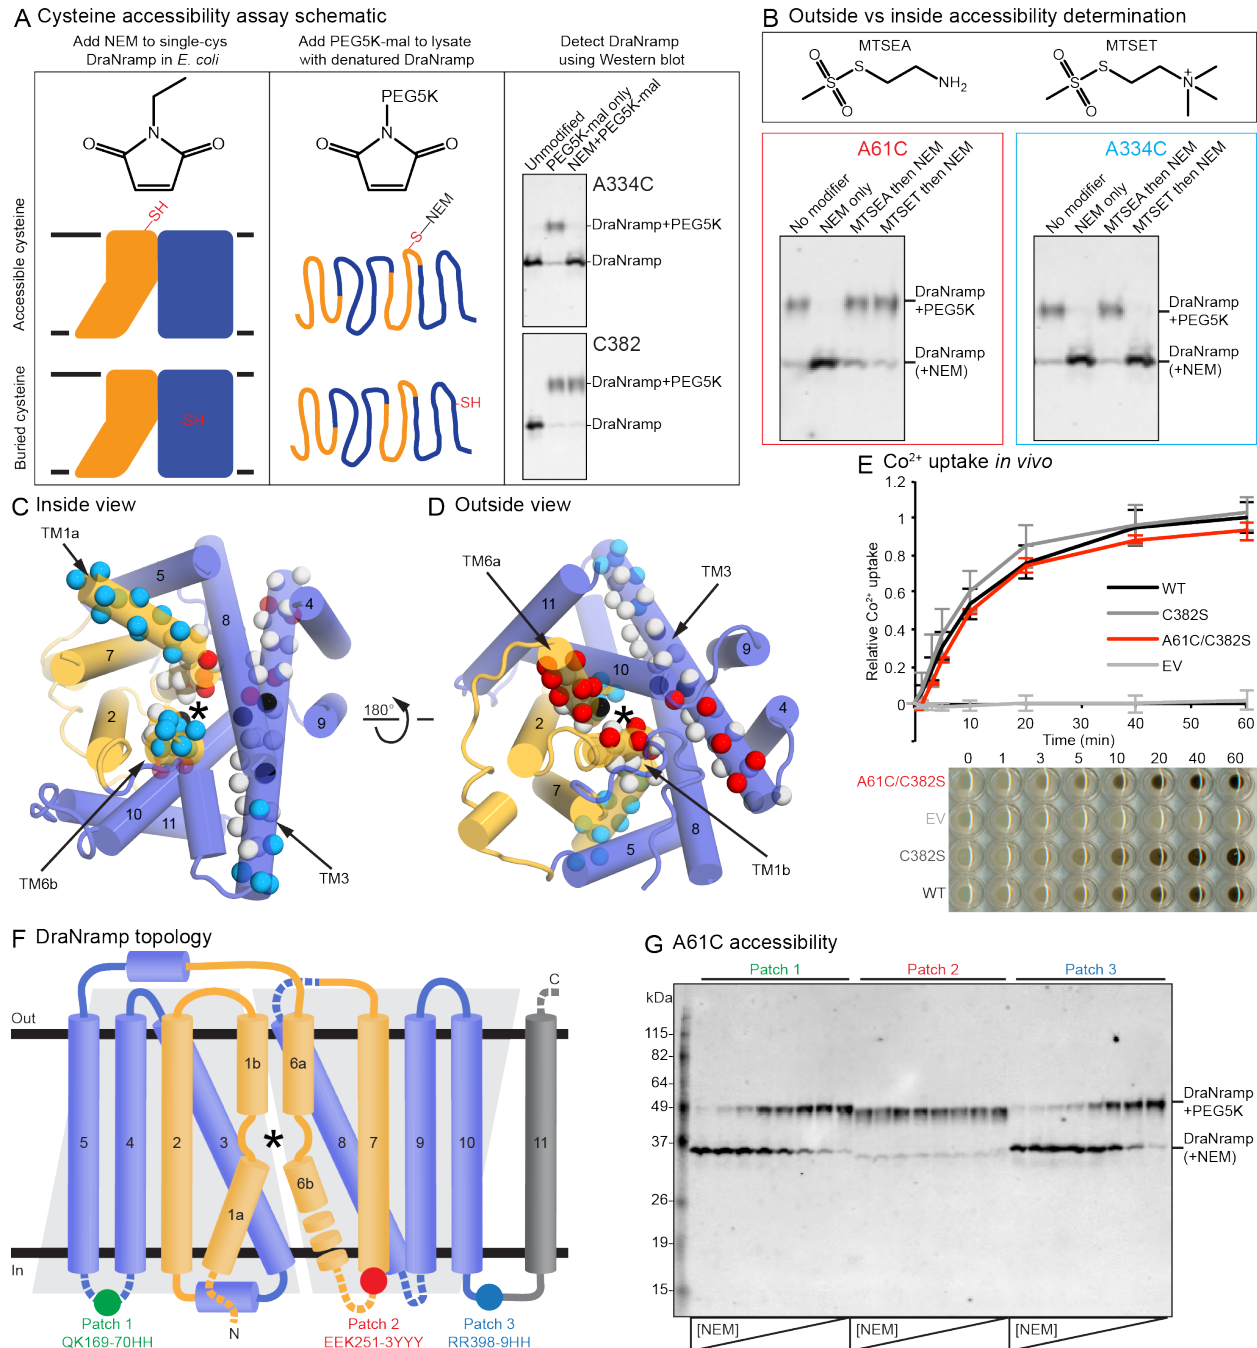 A Cysteine accessibility assay schematic
Add NEM to single-cys
DraNramp in E. coli
Add PEG5K-mal to lysate
with denatured DraNramp
Detect DraNramp
using Western blot
Accessible cysteine
Buried cysteine
N
O
O
PEG5K
N
O
O
-SH
S-NEM
-SH
-SH
Unmodified
PEG5K-mal only
NEM+PEG5K-mal
A334C
DraNramp+PEG5K
DraNramp
C382
DraNramp+PEG5K
DraNramp
B Outside vs inside accessibility determination
MTSEA
O
S
S
O
NH2
MTSET
O
S
S
O
N+
A61C
No modifier
NEM only
MTSEA then NEM
MTSET then NEM
DraNramp
+PEG5K
DraNramp
(+NEM)
A334C
No modifier
NEM only
MTSEA then NEM
MTSET then NEM
DraNramp
+PEG5K
DraNramp
(+NEM)
C Inside view
TM1a
5
8
4
7
2
*
9
10
11
TM6b
TM3
180°
D Outside view
TM6a
TM3
11
9
10
2
*
4
7
8
5
TM1b
E Co2+ uptake in vivo
Relative Co2+ uptake
1.2
1
0.8
0.6
0.4
0.2
0
10
20
40
60
Time (min)
WT
C382S
A61C/C382S
EV
0 1 3 5 10 20 40 60
A61C/C382S
EV
C382S
WT
F DraNramp topology
Out
In
C
N
5
4
2
3
1b
1a
*
6a
6b
8
7
9
10
11
Patch 1
QK169-70HH
Patch 2
EEK251-3YYY
Patch 3
RR398-9HH
G A61C accessibility
Patch 1
Patch 2
Patch 3
kDa
115-
82-
64-
49-
37-
26-
19-
15-
DraNramp
+PEG5K
DraNramp
(+NEM)
[NEM]
[NEM]
[NEM]